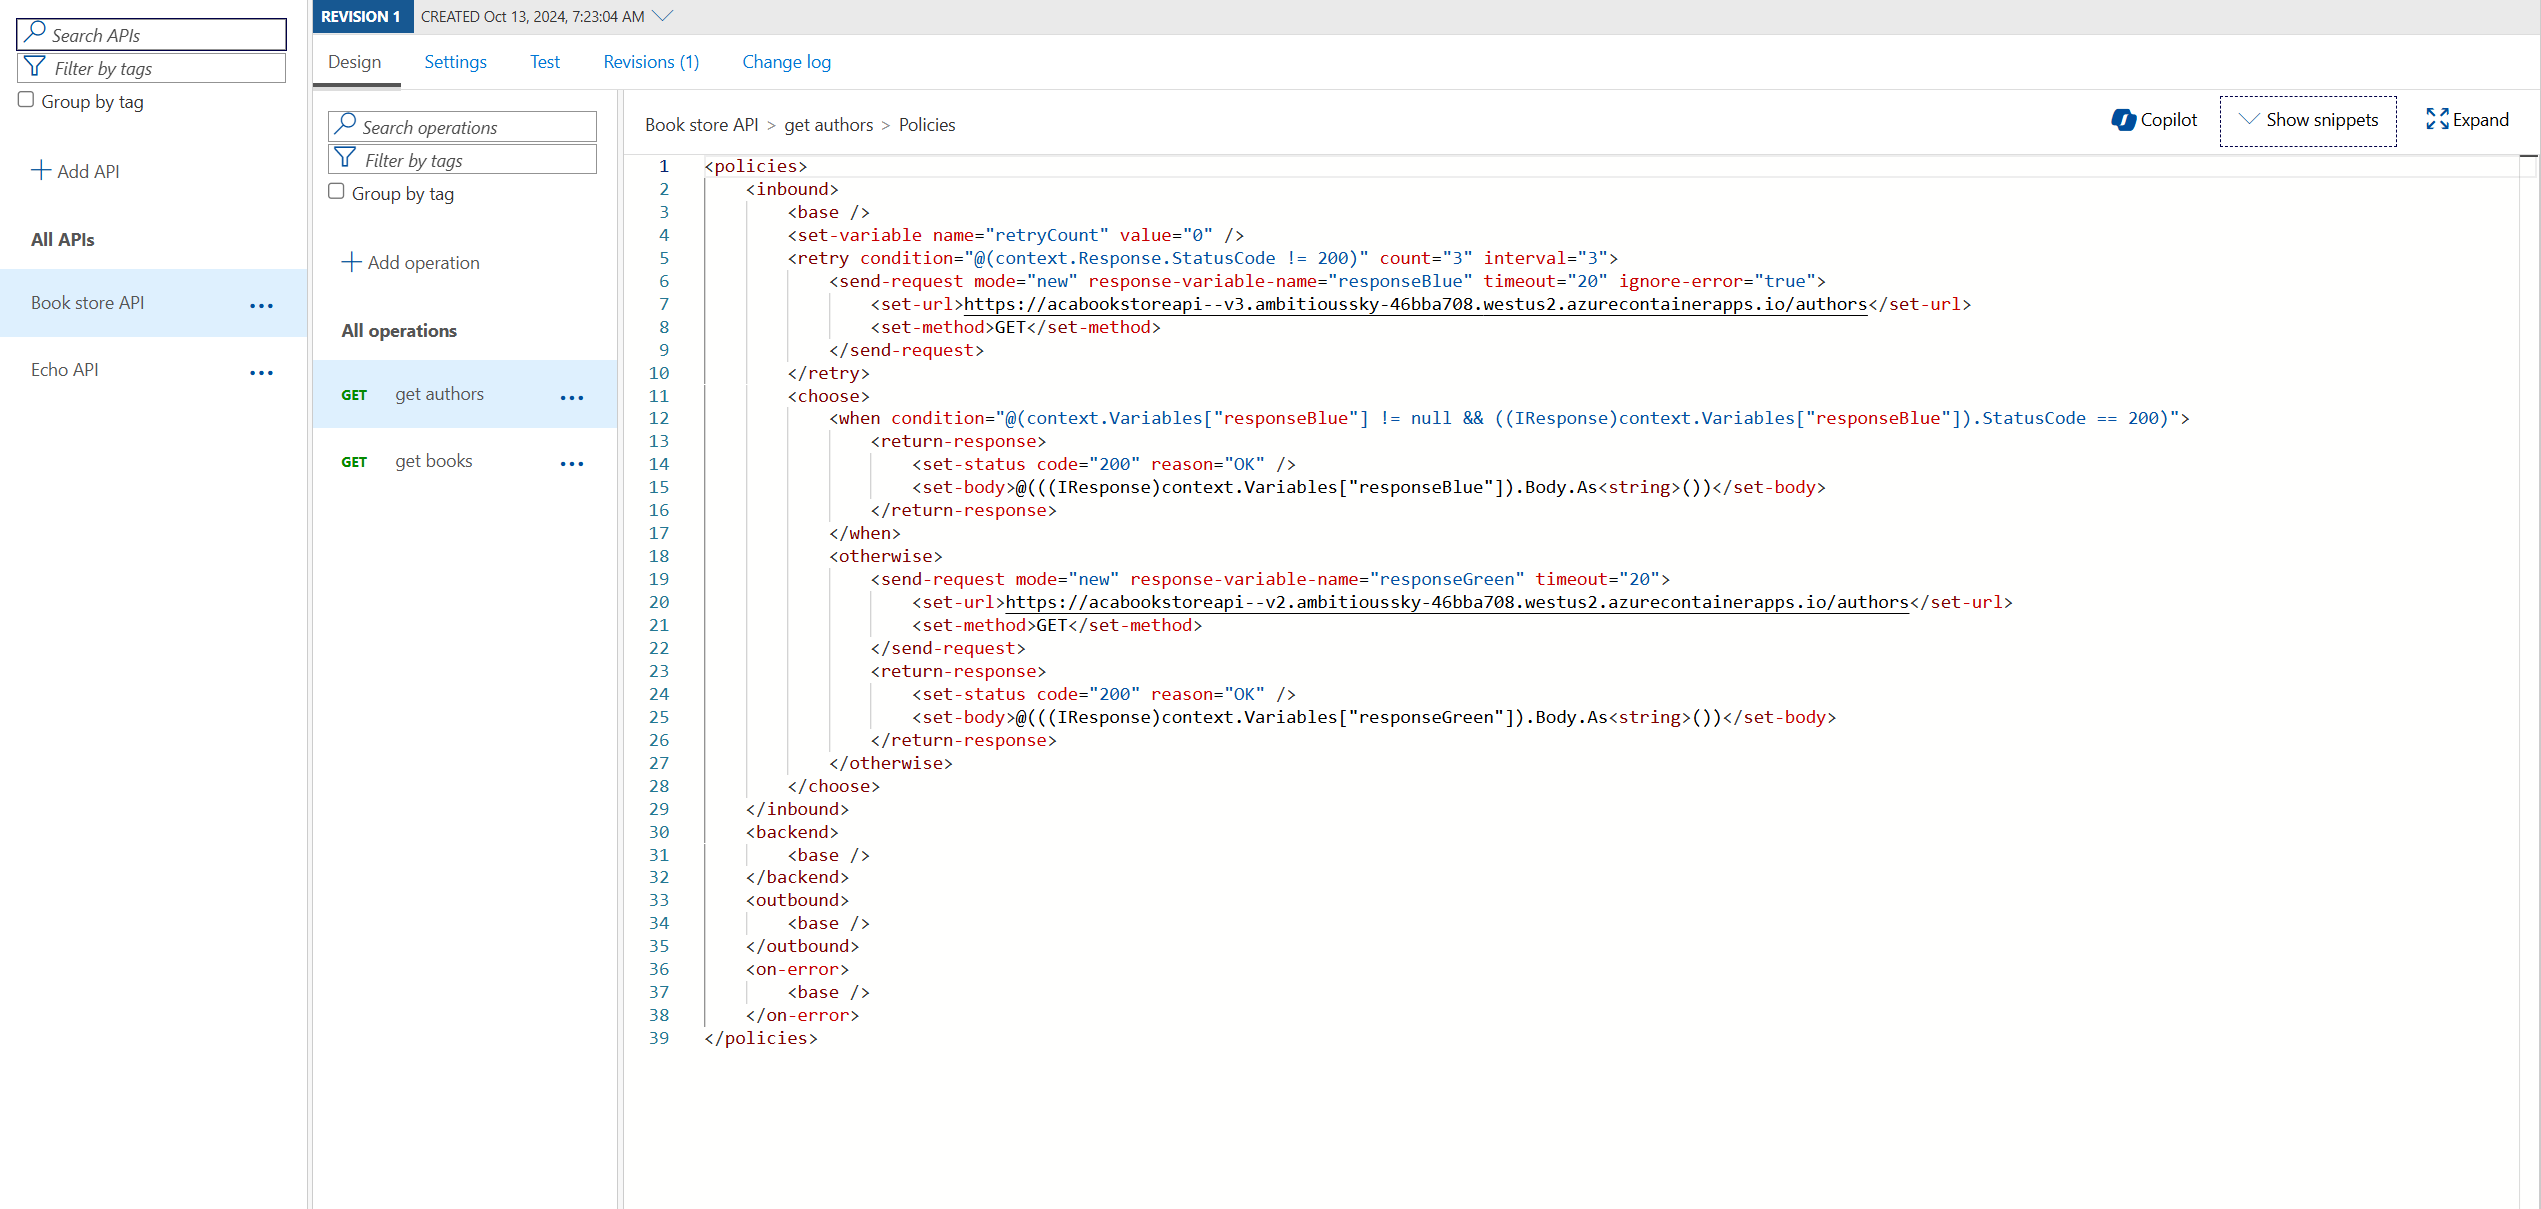 Search APIs
Filter by tags
Group by tag
Add API
All APIs
Book store API
...
Echo API
...
REVISION 1 CREATED Oct 13, 2024, 7:23:04 AM
Design Settings Test Revisions (1) Change log
Search operations
Filter by tags
Group by tag
Add operation
All operations
GET get authors ...
GET get books ...
Book store API > get authors > Policies
Copilot Show snippets Expand
1 <policies>
2 <inbound>
3 <base />
4 <set-variable name="retryCount" value="0" />
5 <retry condition="@(context.Response.StatusCode != 200)" count="3" interval="3">
6 <send-request mode="new" response-variable-name="responseBlue" timeout="20" ignore-error="true">
7 <set-url>https://acabookstoreapi--v3.ambitioussky-46bba708.westus2.azurecontainerapps.io/authors</set-url>
8 <set-method>GET</set-method>
9 </send-request>
10 </retry>
11 <choose>
12 <when condition="@(context.Variables["responseBlue"] != null && ((IResponse)context.Variables["responseBlue"]).StatusCode == 200)">
13 <return-response>
14 <set-status code="200" reason="OK" />
15 <set-body>@(((IResponse)context.Variables["responseBlue"]).Body.As<string>())</set-body>
16 </return-response>
17 </when>
18 <otherwise>
19 <send-request mode="new" response-variable-name="responseGreen" timeout="20">
20 <set-url>https://acabookstoreapi--v2.ambitioussky-46bba708.westus2.azurecontainerapps.io/authors</set-url>
21 <set-method>GET</set-method>
22 </send-request>
23 <return-response>
24 <set-status code="200" reason="OK" />
25 <set-body>@(((IResponse)context.Variables["responseGreen"]).Body.As<string>())</set-body>
26 </return-response>
27 </otherwise>
28 </choose>
29 </inbound>
30 <backend>
31 <base />
32 </backend>
33 <outbound>
34 <base />
35 </outbound>
36 <on-error>
37 <base />
38 </on-error>
39 </policies>